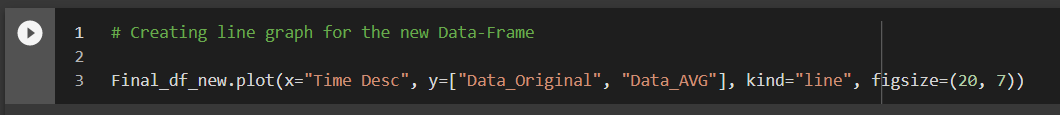 1 # Creating line graph for the new Data-Frame
2
3 Final_df_new.plot(x="Time Desc", y=["Data_Original", "Data_AVG"], kind="line", figsize=(20, 7))